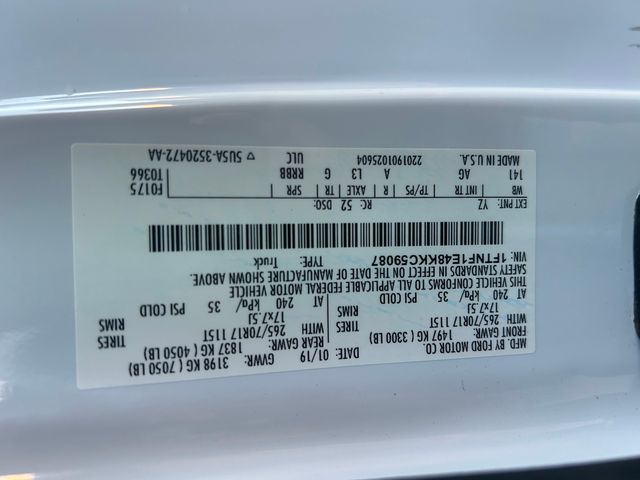 MFD. BY FORD MOTOR CO.
DATE: 01/19 GVWR: 3198 KG ( 7050 LB)
FRONT GAWR: REAR GAWR:
1497 KG ( 3300 LB) 1837 KG ( 4050 LB)
WITH 265/70R17 115T TIRES WITH 265/70R17 115T TIRES
17x7.5J RIMS 17x7.5J RIMS
AT 240 kPa/ 35 PSI COLD AT 240 kPa/ 35 PSI COLD
THIS VEHICLE CONFORMS TO ALL APPLICABLE FEDERAL MOTOR VEHICLE
SAFETY STANDARDS IN EFFECT ON THE DATE OF MANUFACTURE SHOWN ABOVE.
VIN: 1FTNF1E48KKC59087 TYPE: Truck
EXT PNT: YZ RC: 52 DSO: F0175
WB INT TR TP/PS R AXLE TR SPR T0366
141 AG A L3 G RRBB
MADE IN U.S.A. 2201901025604 ULC ▽ 5U5A-3520472-AA